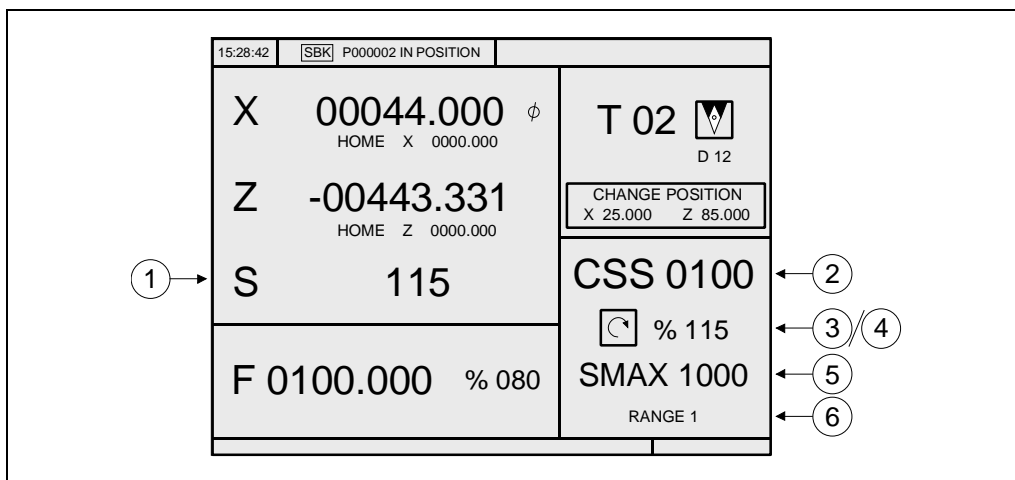 15:28:42 SBK P000002 IN POSITION
X 00044.000 ϕ
HOME X 0000.000
Z -00443.331
HOME Z 0000.000
1 S 115
F 0100.000 % 080
T 02
D 12
CHANGE POSITION
X 25.000 Z 85.000
CSS 0100 2
% 115 3/4
SMAX 1000 5
RANGE 1 6